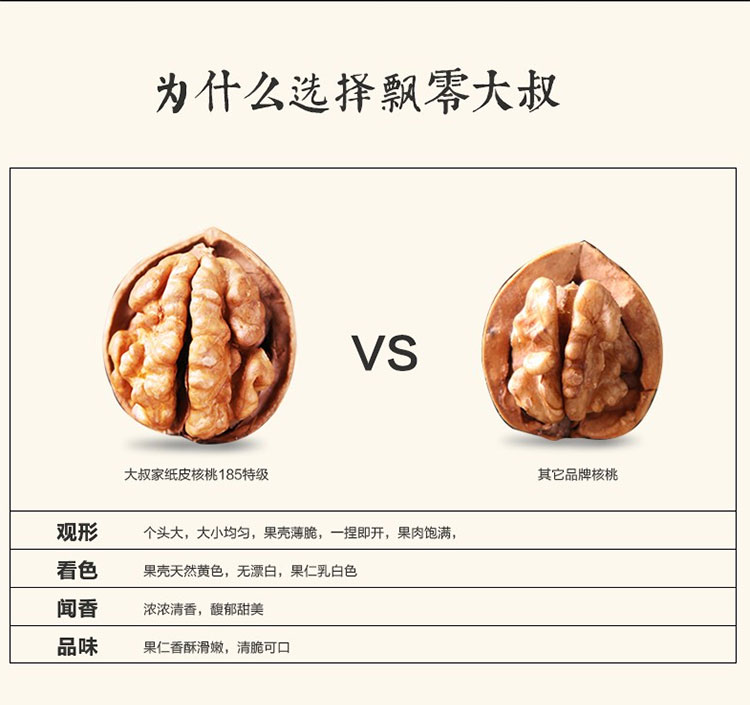 为什么选择飘零大叔
VS
大叔家纸皮核桃185特级
其它品牌核桃
观形 个头大，大小均匀，果壳薄脆，一捏即开，果肉饱满，
看色 果壳天然黄色，无漂白，果仁乳白色
闻香 浓浓清香，馥郁甜美
品味 果仁香酥滑嫩，清脆可口